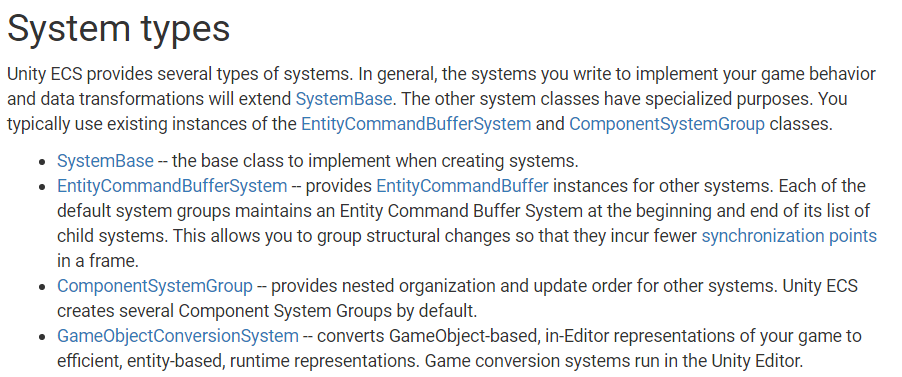 System types
Unity ECS provides several types of systems. In general, the systems you write to implement your game behavior
and data transformations will extend SystemBase. The other system classes have specialized purposes. You
typically use existing instances of the EntityCommandBufferSystem and ComponentSystemGroup classes.
• SystemBase -- the base class to implement when creating systems.
• EntityCommandBufferSystem -- provides EntityCommandBuffer instances for other systems. Each of the
default system groups maintains an Entity Command Buffer System at the beginning and end of its list of
child systems. This allows you to group structural changes so that they incur fewer synchronization points
in a frame.
• ComponentSystemGroup -- provides nested organization and update order for other systems. Unity ECS
creates several Component System Groups by default.
• GameObjectConversionSystem -- converts GameObject-based, in-Editor representations of your game to
efficient, entity-based, runtime representations. Game conversion systems run in the Unity Editor.